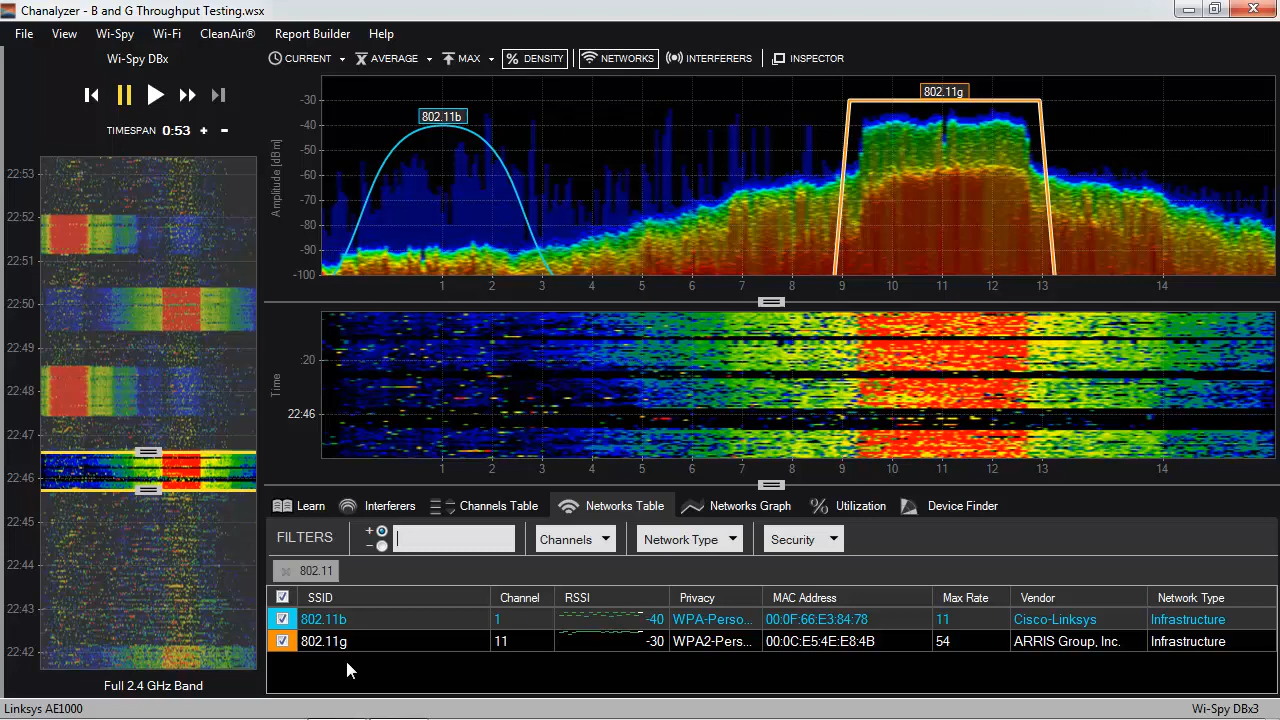 Chanalyzer - B and G Throughput Testing.wsx
File View Wi-Spy Wi-Fi CleanAir® Report Builder Help
Wi-Spy DBx
CURRENT AVERAGE MAX DENSITY NETWORKS INTERFERERS INSPECTOR
TIMESPAN 0:53 + -
22:53
22:52
22:51
22:50
22:49
22:48
22:47
22:46
22:45
22:44
22:43
22:42
Full 2.4 GHz Band
Amplitude [dBm]
-30
-40
-50
-60
-70
-80
-90
-100
802.11b
802.11g
1 2 3 4 5 6 7 8 9 10 11 12 13 14
Time
:20
22:46
1 2 3 4 5 6 7 8 9 10 11 12 13 14
Learn Interferers Channels Table Networks Table Networks Graph Utilization Device Finder
FILTERS + - Channels Network Type Security
802.11
SSID Channel RSSI Privacy MAC Address Max Rate Vendor Network Type
802.11b 1 -40 WPA-Perso... 00:0F:66:E3:84:78 11 Cisco-Linksys Infrastructure
802.11g 11 -30 WPA2-Pers... 00:0C:E5:4E:E8:4B 54 ARRIS Group, Inc. Infrastructure
Linksys AE1000
Wi-Spy DBx3